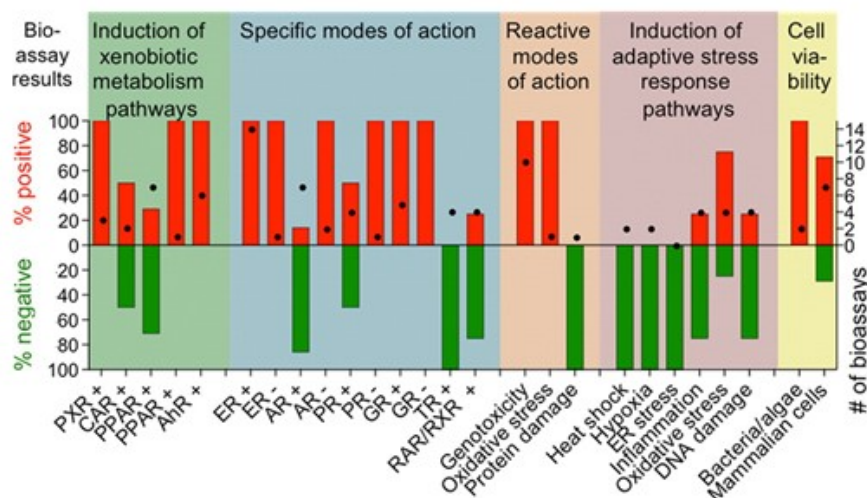 Bio-
assay
results
Induction of
xenobiotic
metabolism
pathways
Specific modes of action
Reactive
modes
of action
Induction of
adaptive stress
response
pathways
Cell
via-
bility
% positive
% negative
100
80
60
40
20
0
20
40
60
80
100
14
12
10
8
6
4
2
0
# of bioassays
PXR +
CAR +
PPAR +
PPAR +
AhR +
ER +
ER -
AR +
AR -
PR +
PR -
GR +
GR -
TR +
RAR/RXR +
Genotoxicity
Oxidative stress
Protein damage
Heat shock
Hypoxia
ER stress
Inflammation
Oxidative stress
DNA damage
Bacteria/algae
Mammalian cells